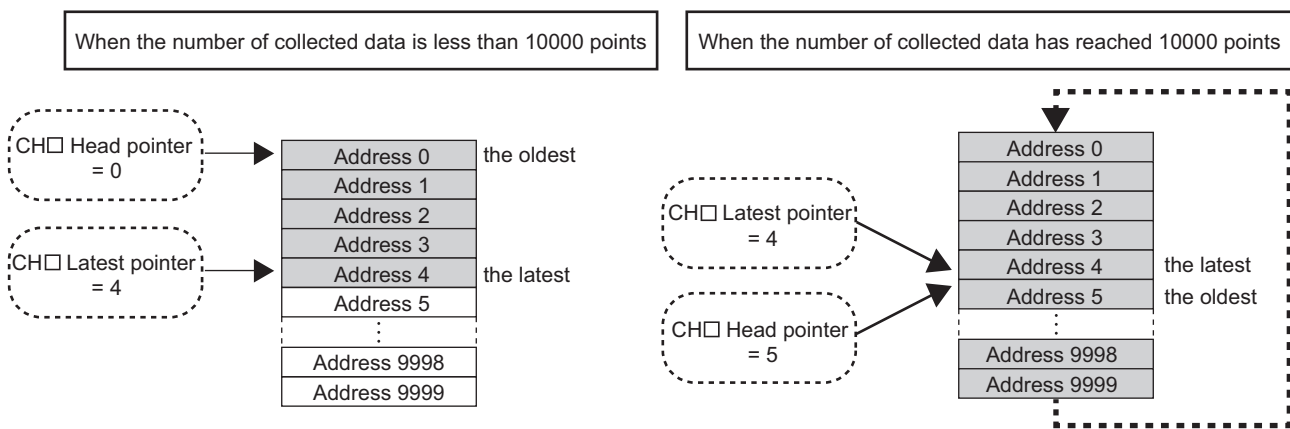 When the number of collected data is less than 10000 points
CH□ Head pointer
= 0
CH□ Latest pointer
= 4
Address 0
Address 1
Address 2
Address 3
Address 4
Address 5
⋮
Address 9998
Address 9999
the oldest
the latest
When the number of collected data has reached 10000 points
CH□ Latest pointer
= 4
CH□ Head pointer
= 5
Address 0
Address 1
Address 2
Address 3
Address 4
Address 5
⋮
Address 9998
Address 9999
the latest
the oldest